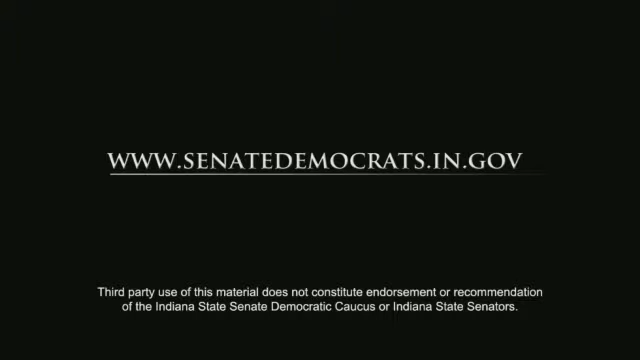 WWW.SENATEDEMOCRATS.IN.GOV
Third party use of this material does not constitute endorsement or recommendation
of the Indiana State Senate Democratic Caucus or Indiana State Senators.